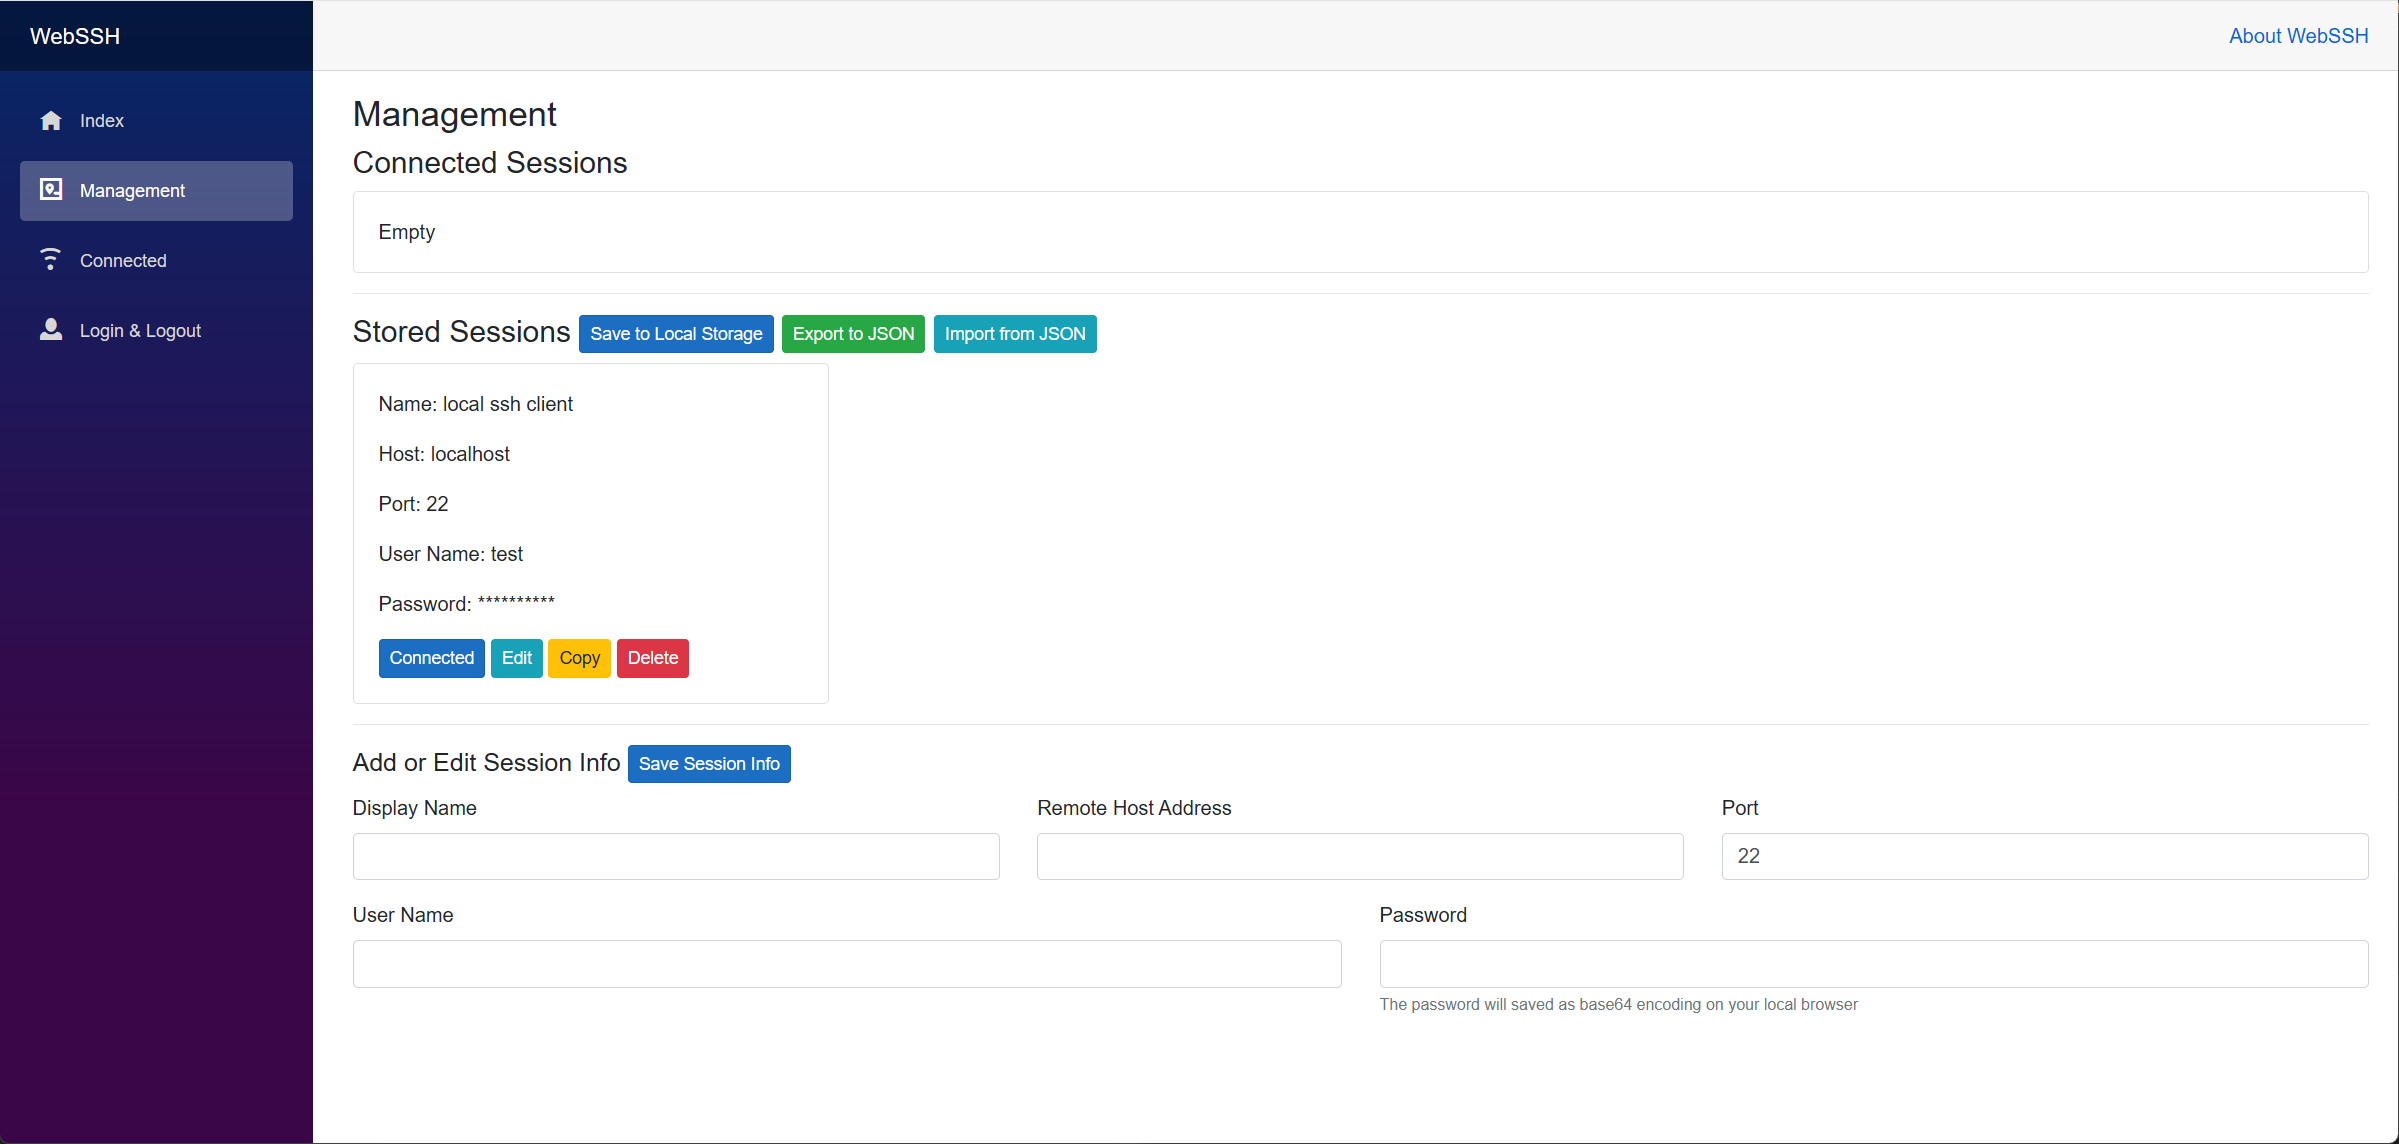 WebSSH
About WebSSH
Index
Management
Connected
Login & Logout
Management
Connected Sessions
Empty
Stored Sessions Save to Local Storage Export to JSON Import from JSON
Name: local ssh client
Host: localhost
Port: 22
User Name: test
Password: **********
Connected Edit Copy Delete
Add or Edit Session Info Save Session Info
Display Name Remote Host Address Port
22
User Name Password
The password will saved as base64 encoding on your local browser